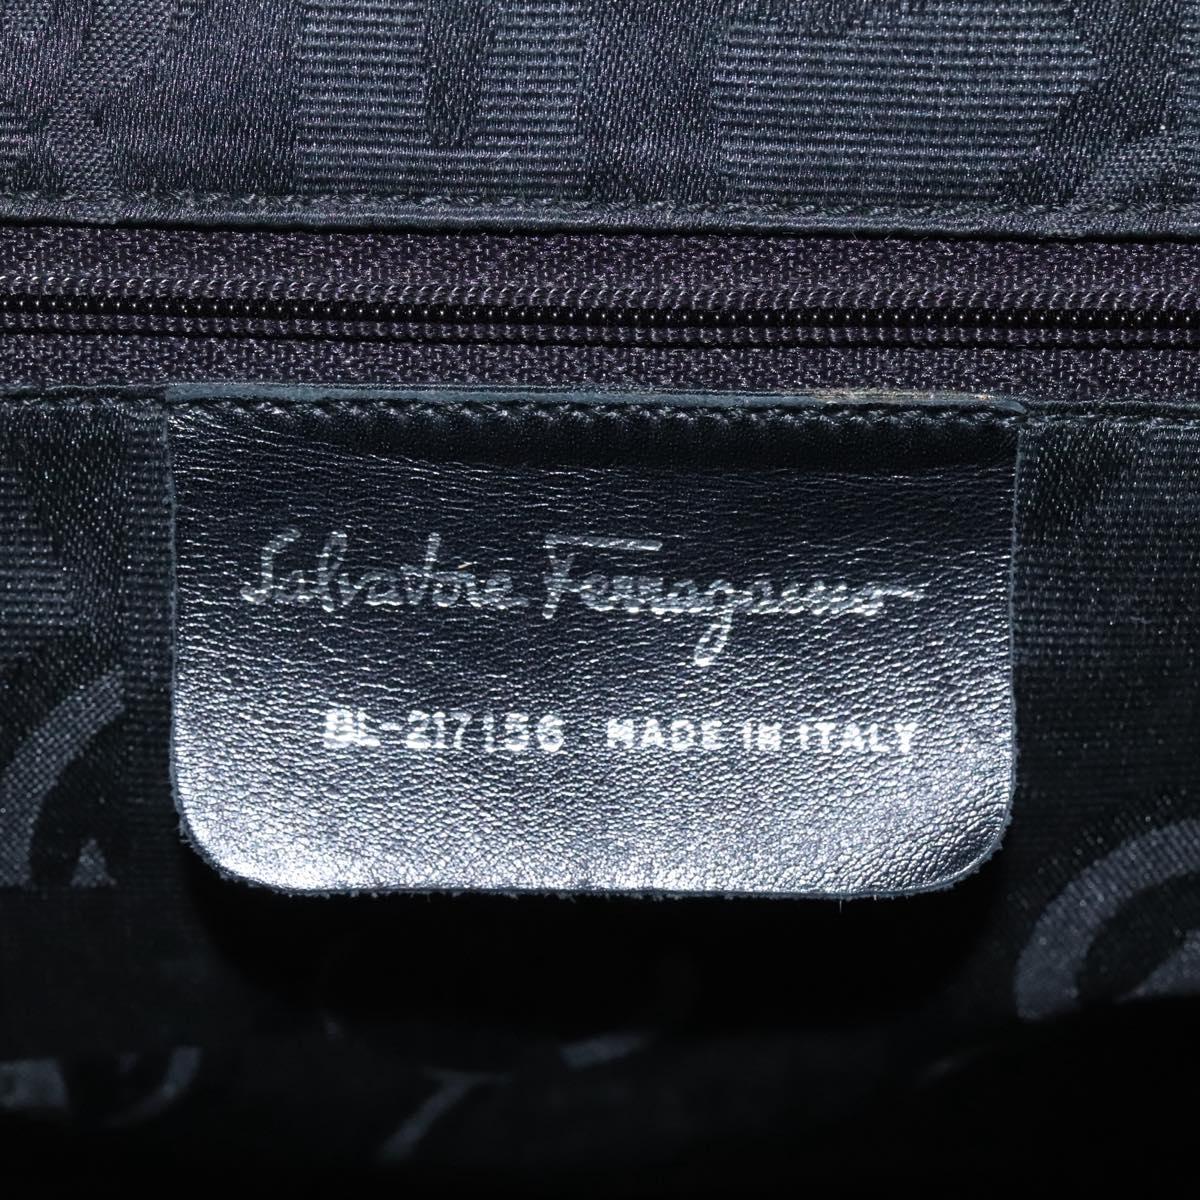 Salvatore Ferragamo
BL-217156 MADE IN ITALY